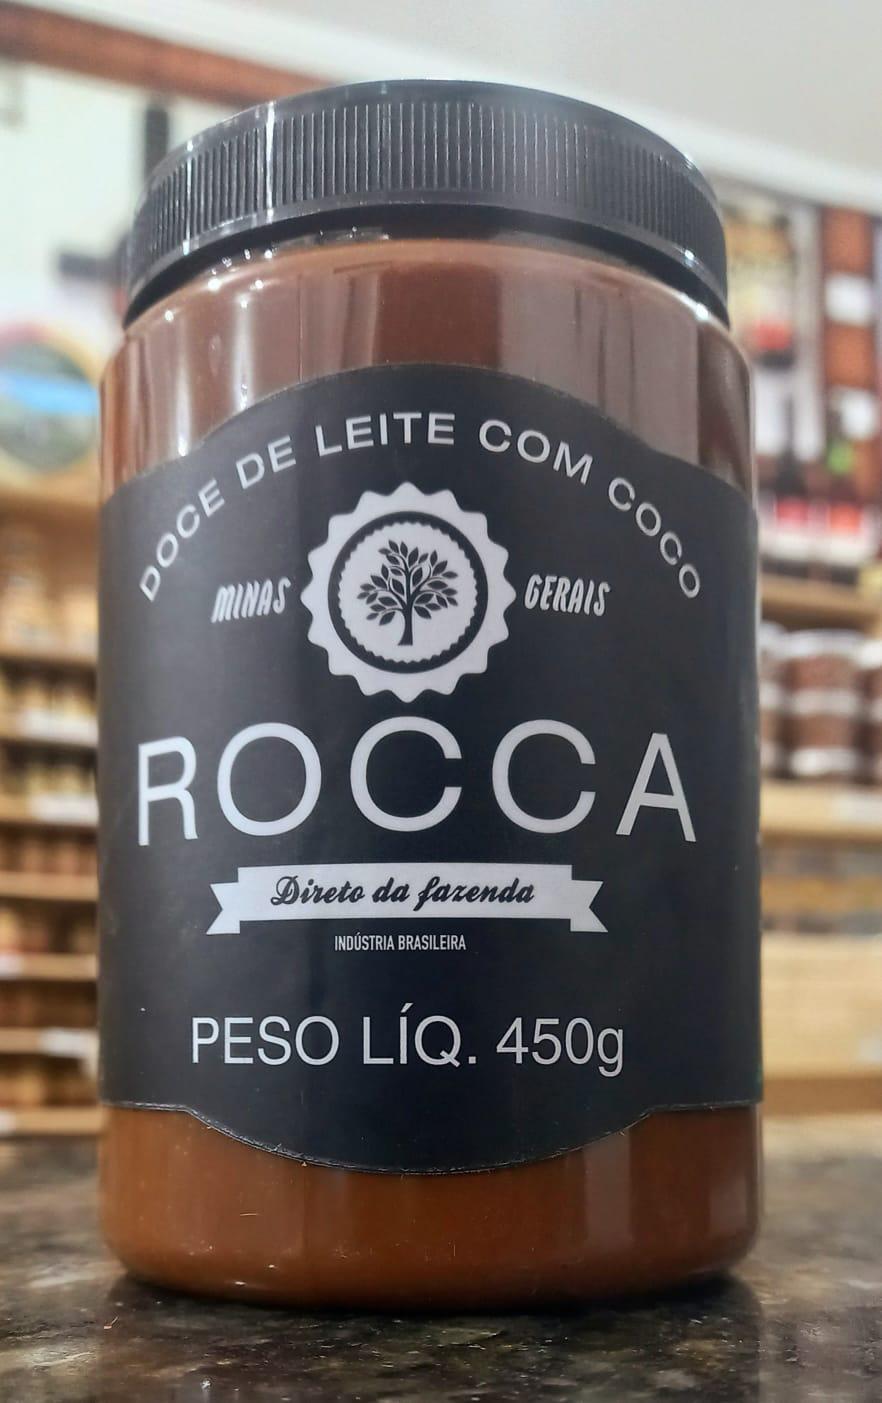 DOCE DE LEITE COM COCO
MINAS GERAIS
ROCCA
Direto da fazenda
INDÚSTRIA BRASILEIRA
PESO LÍQ. 450g